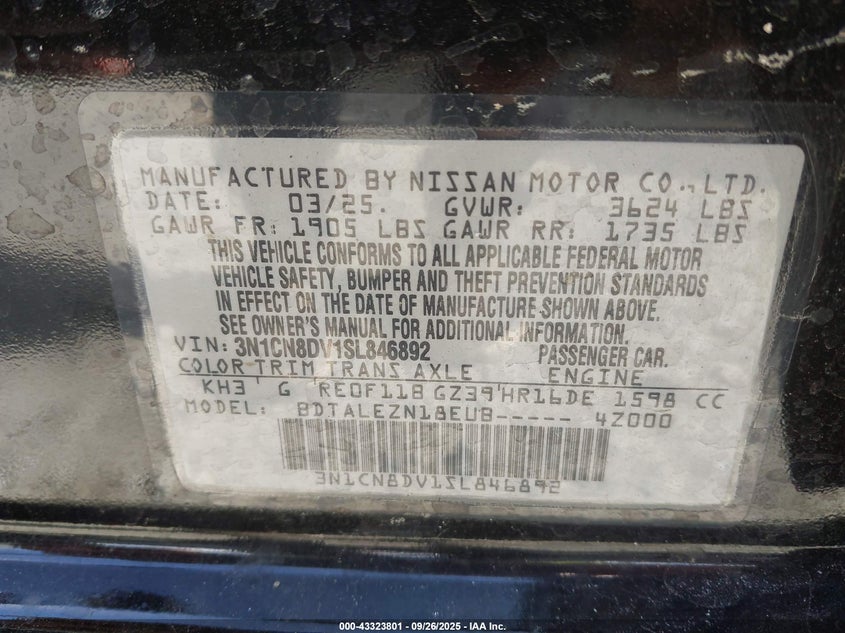 MANUFACTURED BY NISSAN MOTOR CO., LTD.
DATE: 03/25. GVWR: 3624 LBS
GAWR FR: 1905 LBS GAWR RR: 1735 LBS
THIS VEHICLE CONFORMS TO ALL APPLICABLE FEDERAL MOTOR
VEHICLE SAFETY, BUMPER AND THEFT PREVENTION STANDARDS
IN EFFECT ON THE DATE OF MANUFACTURE SHOWN ABOVE.
SEE OWNER'S MANUAL FOR ADDITIONAL INFORMATION.
VIN: 3N1CN8DV1SL846892 PASSENGER CAR.
COLOR TRIM TRANS AXLE ENGINE
KH3 G RE0F11B GZ39 HR16DE 1598 CC
MODEL: BDTALEZN18EUB----- 4Z000
3N1CN8DV1SL846892
000-43323801 - 09/26/2025 - IAA Inc.